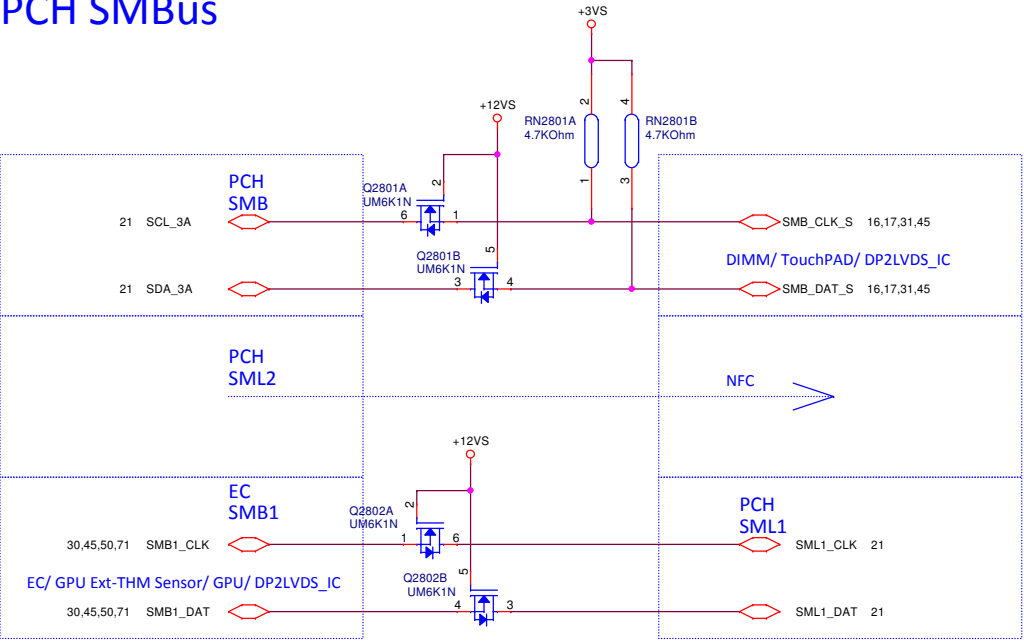 PCH SMBus
+3VS
+12VS
2
4
RN2801A
4.7KOhm
RN2801B
4.7KOhm
1
3
PCH
SMB
Q2801A
UM6K1N
2
21 SCL_3A
6
1
SMB_CLK_S 16,17,31,45
Q2801B
UM6K1N
5
DIMM/ TouchPAD/ DP2LVDS_IC
21 SDA_3A
3
4
SMB_DAT_S 16,17,31,45
PCH
SML2
NFC
+12VS
EC
SMB1
PCH
SML1
Q2802A
UM6K1N
2
30,45,50,71 SMB1_CLK
1
6
SML1_CLK 21
EC/ GPU Ext-THM Sensor/ GPU/ DP2LVDS_IC
Q2802B
UM6K1N
5
30,45,50,71 SMB1_DAT
4
3
SML1_DAT 21